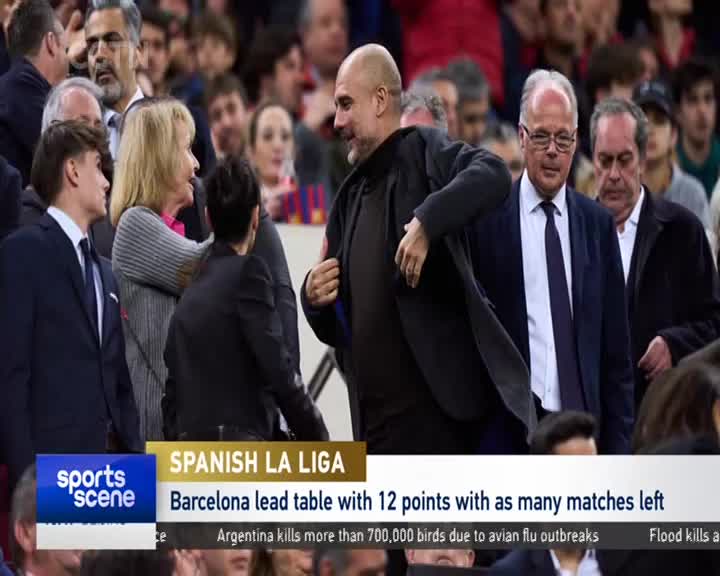 CGTN
SPANISH LA LIGA
sports scene
Barcelona lead table with 12 points with as many matches left
Argentina kills more than 700,000 birds due to avian flu outbreaks
Flood kills a